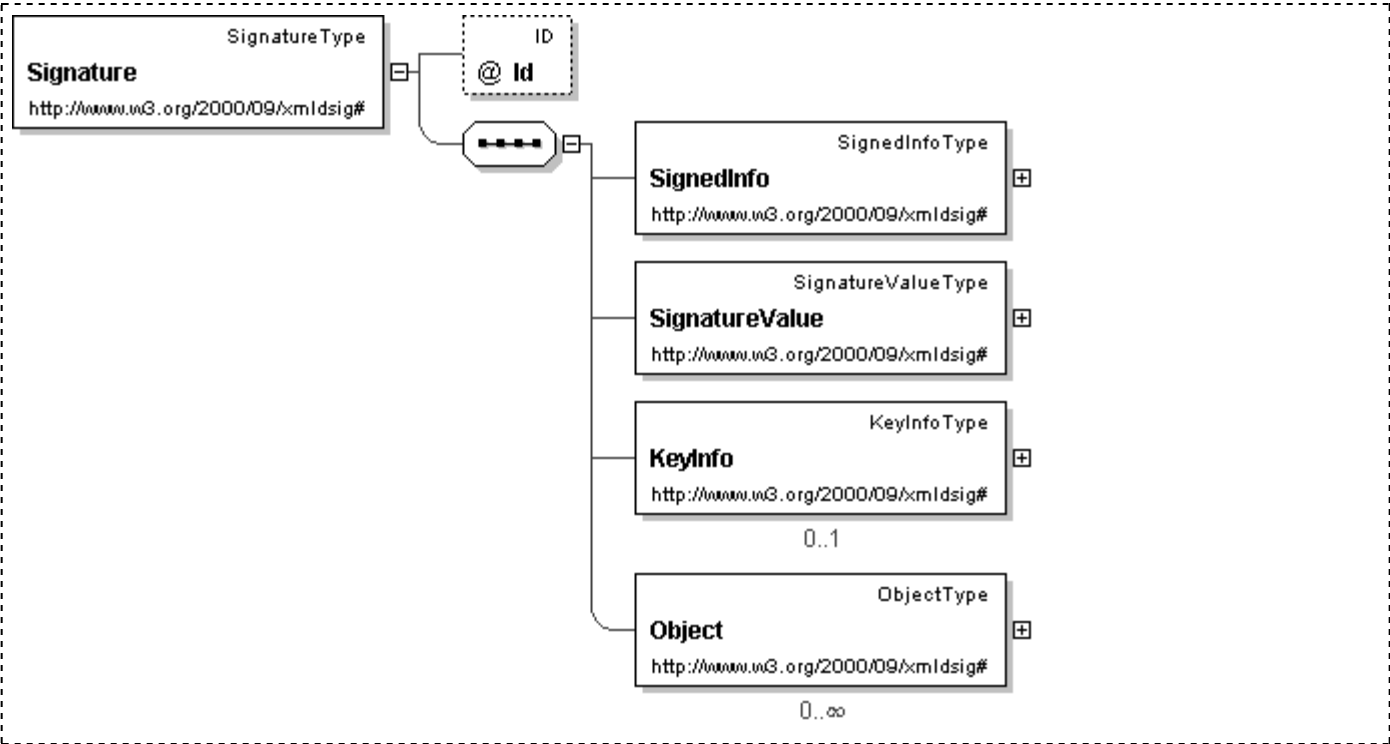 SignatureType
Signature
http://www.w3.org/2000/09/xmldsig#
ID
@ Id
SignedInfoType
SignedInfo
http://www.w3.org/2000/09/xmldsig#
SignatureValueType
SignatureValue
http://www.w3.org/2000/09/xmldsig#
KeyInfoType
KeyInfo
http://www.w3.org/2000/09/xmldsig#
0..1
ObjectType
Object
http://www.w3.org/2000/09/xmldsig#
0..∞